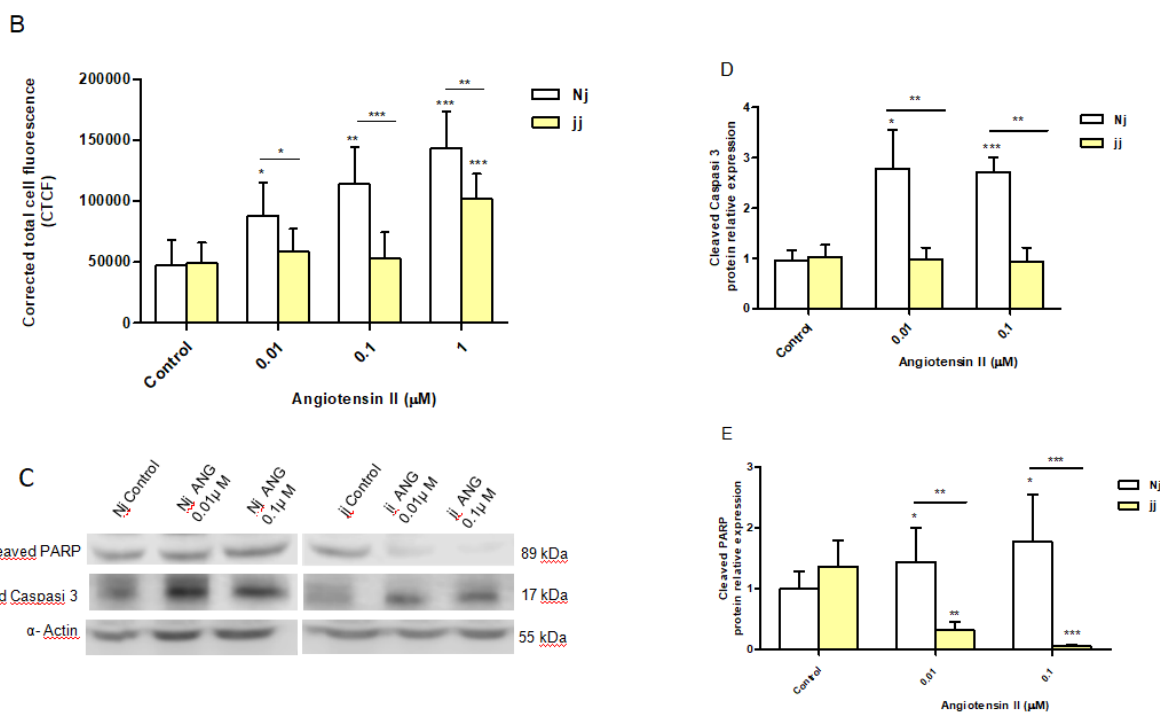 B
Corrected total cell fluorescence
(CTCF)
200000
150000
100000
50000
0
*
*
**
***
***
**
***
Nj
jj
Control
0.01
0.1
1
Angiotensin II (μM)
D
Cleaved Caspasi 3
protein relative expression
4
3
2
1
0
*
**
***
**
Nj
jj
Control
0.01
0.1
Angiotensin II (μM)
C
Nj Control
Nj ANG
0.01μ M
Nj ANG
0.1μ M
jj Control
jj ANG
0.01μ M
jj ANG
0.1μ M
eaved PARP
89 kDa
d Caspasi 3
17 kDa
α- Actin
55 kDa
E
Cleaved PARP
protein relative expression
3
2
1
0
*
**
**
*
***
***
Nj
jj
Control
0.01
0.1
Angiotensin II (μM)